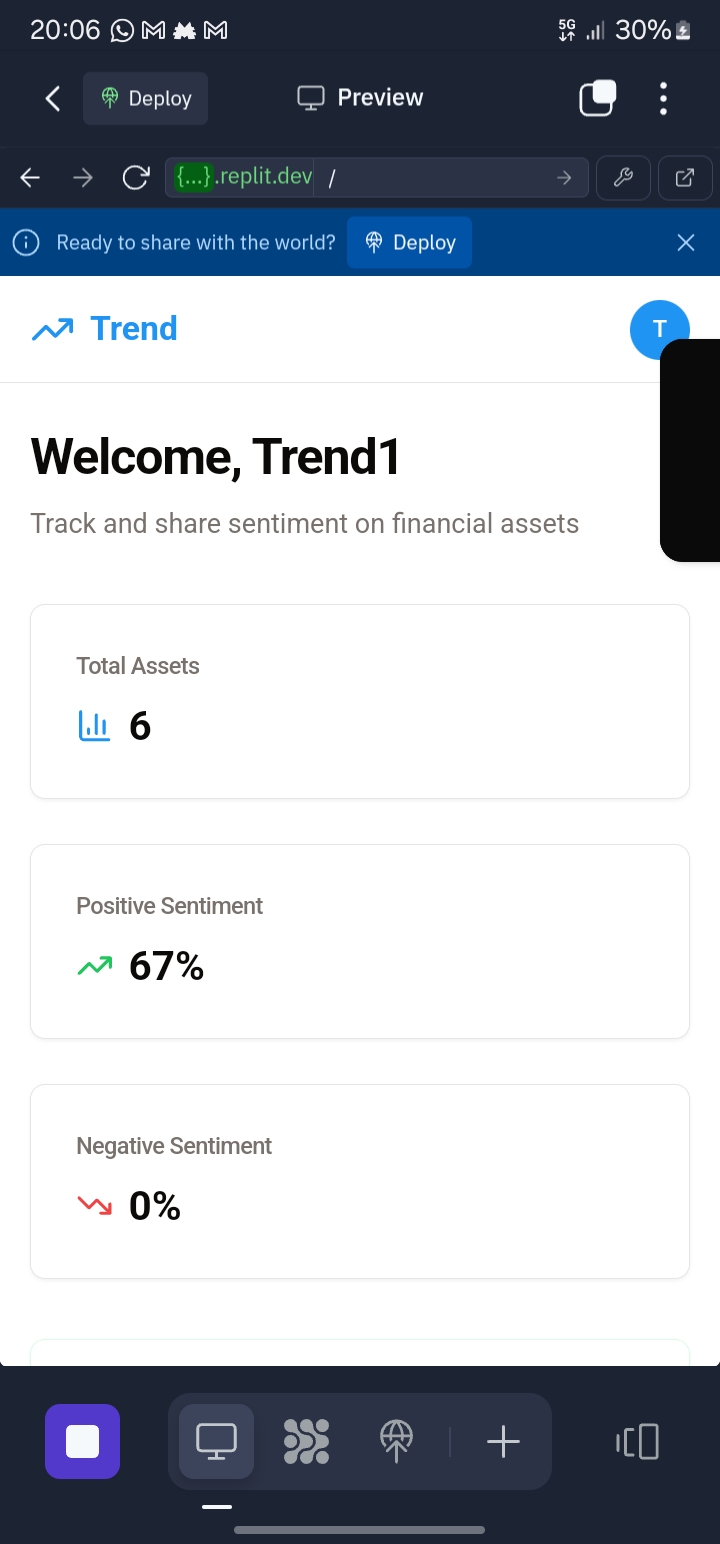 20:06
5G
30%
Deploy
Preview
{...}.replit.dev /
Ready to share with the world?
Deploy
Trend
T
Welcome, Trend1
Track and share sentiment on financial assets
Total Assets
6
Positive Sentiment
67%
Negative Sentiment
0%